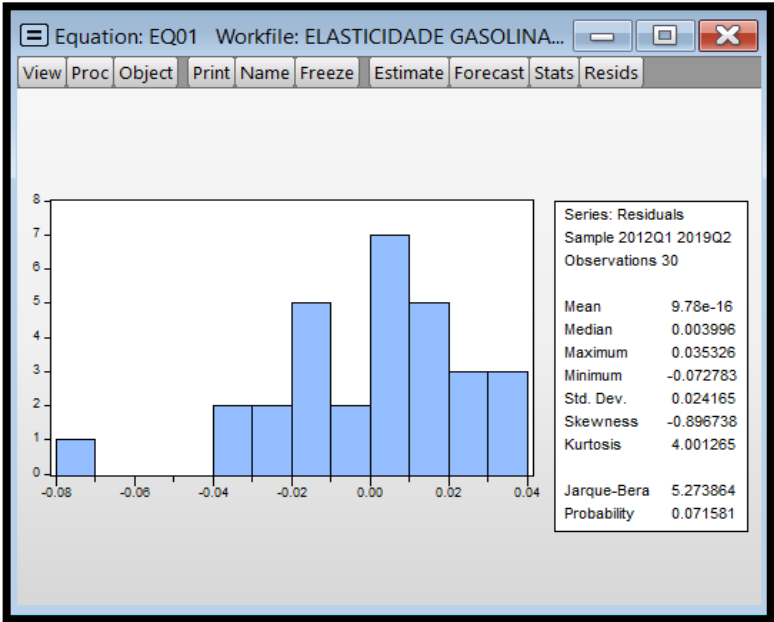 Equation: EQ01 Workfile: ELASTICIDADE GASOLINA...
View Proc Object Print Name Freeze Estimate Forecast Stats Resids
8
7
6
5
4
3
2
1
0
-0.08 -0.06 -0.04 -0.02 0.00 0.02 0.04
Series: Residuals
Sample 2012Q1 2019Q2
Observations 30
Mean 9.78e-16
Median 0.003996
Maximum 0.035326
Minimum -0.072783
Std. Dev. 0.024165
Skewness -0.896738
Kurtosis 4.001265
Jarque-Bera 5.273864
Probability 0.071581